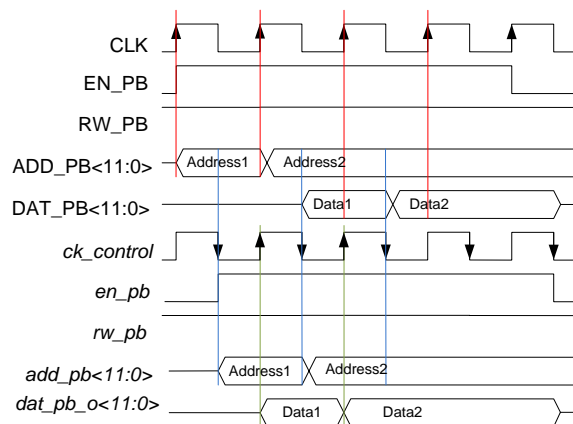 CLK
EN_PB
RW_PB
ADD_PB<11:0> Address1 Address2
DAT_PB<11:0> Data1 Data2
ck_control
en_pb
rw_pb
add_pb<11:0> Address1 Address2
dat_pb_o<11:0> Data1 Data2